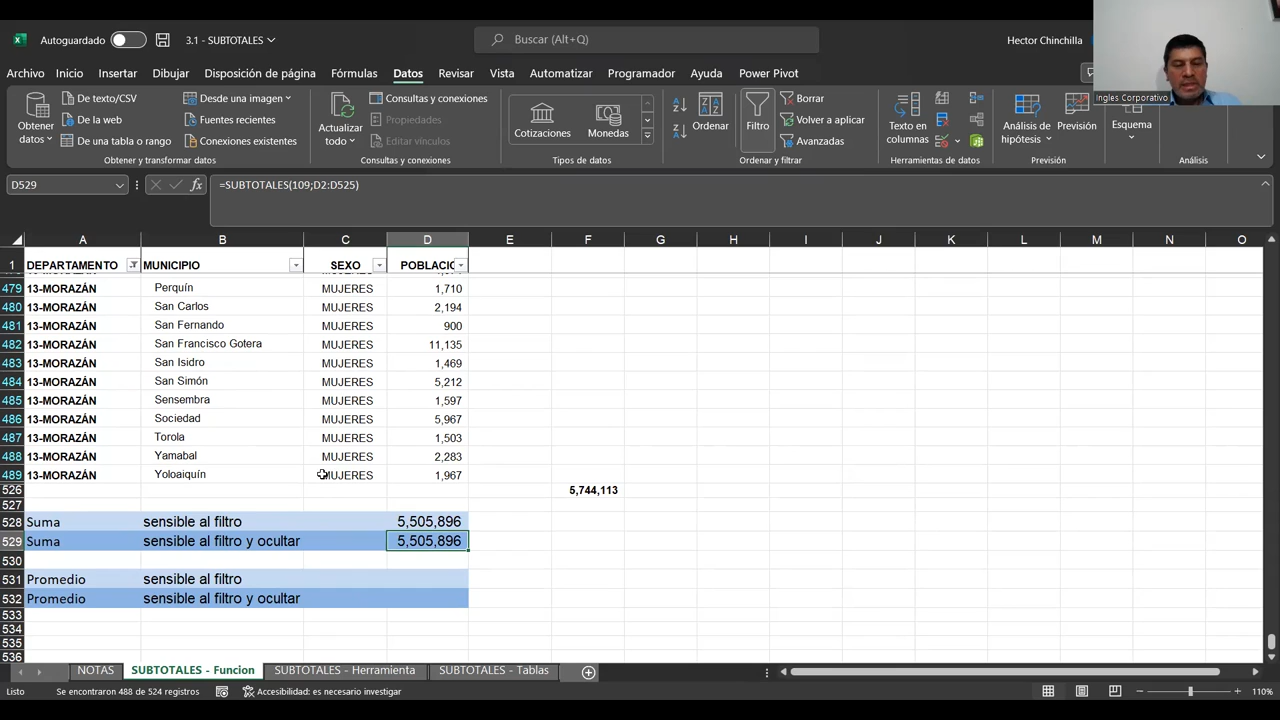 Autoguardado 3.1 - SUBTOTALES Buscar (Alt+Q) Hector Chinchilla
Ingles Corporativo
Archivo Inicio Insertar Dibujar Disposición de página Fórmulas Datos Revisar Vista Automatizar Programador Ayuda Power Pivot
Obtener datos
De texto/CSV
De la web
De una tabla o rango
Desde una imagen
Fuentes recientes
Conexiones existentes
Obtener y transformar datos
Actualizar todo
Consultas y conexiones
Propiedades
Editar vínculos
Consultas y conexiones
Cotizaciones Monedas
Tipos de datos
Ordenar
Filtro
Borrar
Volver a aplicar
Avanzadas
Ordenar y filtrar
Texto en columnas
Herramientas de datos
Análisis de hipótesis
Previsión
Previsión
Esquema
Análisis
D529 fx =SUBTOTALES(109;D2:D525)
A B C D E F G H I J K L M N O
1 DEPARTAMENTO MUNICIPIO SEXO POBLACIO
479 13-MORAZÁN Perquín MUJERES 1,710
480 13-MORAZÁN San Carlos MUJERES 2,194
481 13-MORAZÁN San Fernando MUJERES 900
482 13-MORAZÁN San Francisco Gotera MUJERES 11,135
483 13-MORAZÁN San Isidro MUJERES 1,469
484 13-MORAZÁN San Simón MUJERES 5,212
485 13-MORAZÁN Sensembra MUJERES 1,597
486 13-MORAZÁN Sociedad MUJERES 5,967
487 13-MORAZÁN Torola MUJERES 1,503
488 13-MORAZÁN Yamabal MUJERES 2,283
489 13-MORAZÁN Yoloaiquín MUJERES 1,967
526 5,744,113
527
528 Suma sensible al filtro 5,505,896
529 Suma sensible al filtro y ocultar 5,505,896
530
531 Promedio sensible al filtro
532 Promedio sensible al filtro y ocultar
533
534
535
536
NOTAS SUBTOTALES - Funcion SUBTOTALES - Herramienta SUBTOTALES - Tablas
Listo Se encontraron 488 de 524 registros Accesibilidad: es necesario investigar 110%